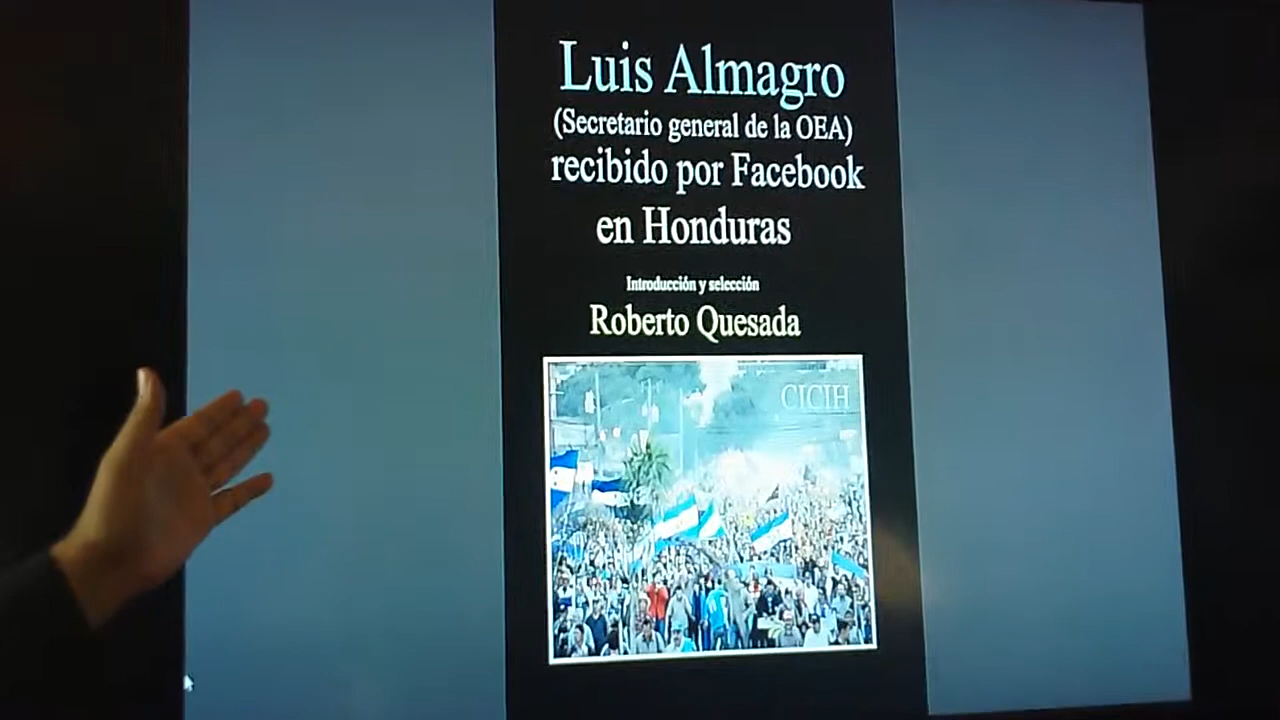 Luis Almagro
(Secretario general de la OEA)
recibido por Facebook
en Honduras
Introducción y selección
Roberto Quesada
CICIH